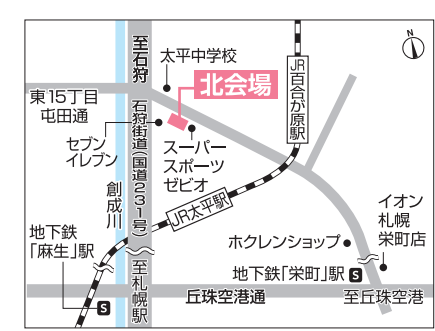 N
至石狩
太平中学校
北会場
JR百合が原駅
東15丁目
屯田通
セブン
イレブン
石狩街道(国道231号)
スーパー
スポーツ
ゼビオ
創成川
JR太平駅
イオン
札幌
栄町店
地下鉄
「麻生」駅
S
至札幌駅
ホクレンショップ
地下鉄「栄町」駅 S
丘珠空港通
至丘珠空港